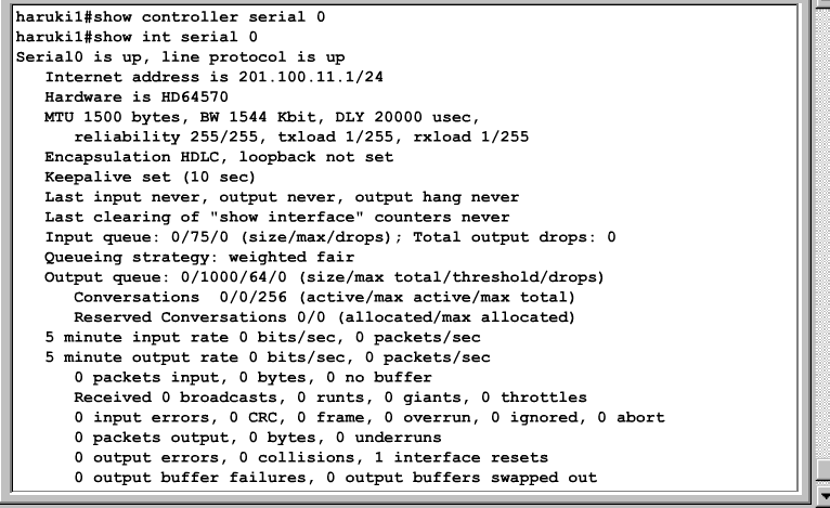 haruki1#show controller serial 0
haruki1#show int serial 0
Serial0 is up, line protocol is up
Internet address is 201.100.11.1/24
Hardware is HD64570
MTU 1500 bytes, BW 1544 Kbit, DLY 20000 usec,
reliability 255/255, txload 1/255, rxload 1/255
Encapsulation HDLC, loopback not set
Keepalive set (10 sec)
Last input never, output never, output hang never
Last clearing of "show interface" counters never
Input queue: 0/75/0 (size/max/drops); Total output drops: 0
Queueing strategy: weighted fair
Output queue: 0/1000/64/0 (size/max total/threshold/drops)
Conversations  0/0/256 (active/max active/max total)
Reserved Conversations 0/0 (allocated/max allocated)
5 minute input rate 0 bits/sec, 0 packets/sec
5 minute output rate 0 bits/sec, 0 packets/sec
0 packets input, 0 bytes, 0 no buffer
Received 0 broadcasts, 0 runts, 0 giants, 0 throttles
0 input errors, 0 CRC, 0 frame, 0 overrun, 0 ignored, 0 abort
0 packets output, 0 bytes, 0 underruns
0 output errors, 0 collisions, 1 interface resets
0 output buffer failures, 0 output buffers swapped out